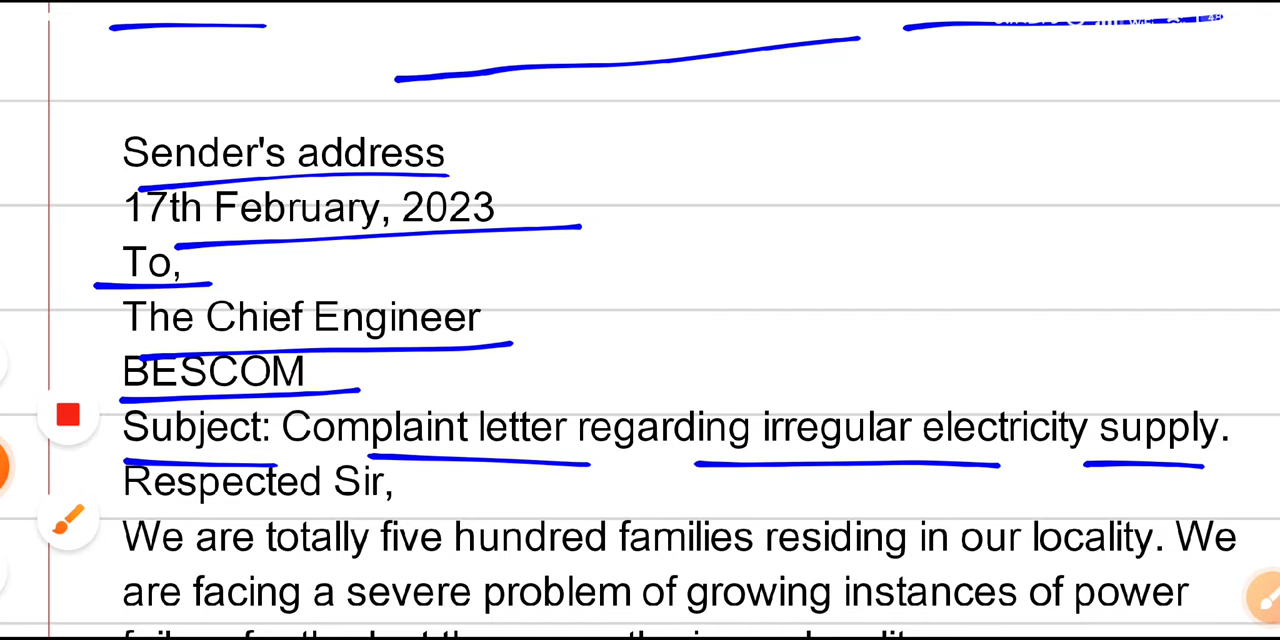 Sender's address
17th February, 2023
To,
The Chief Engineer
BESCOM
Subject: Complaint letter regarding irregular electricity supply.
Respected Sir,
We are totally five hundred families residing in our locality. We
are facing a severe problem of growing instances of power